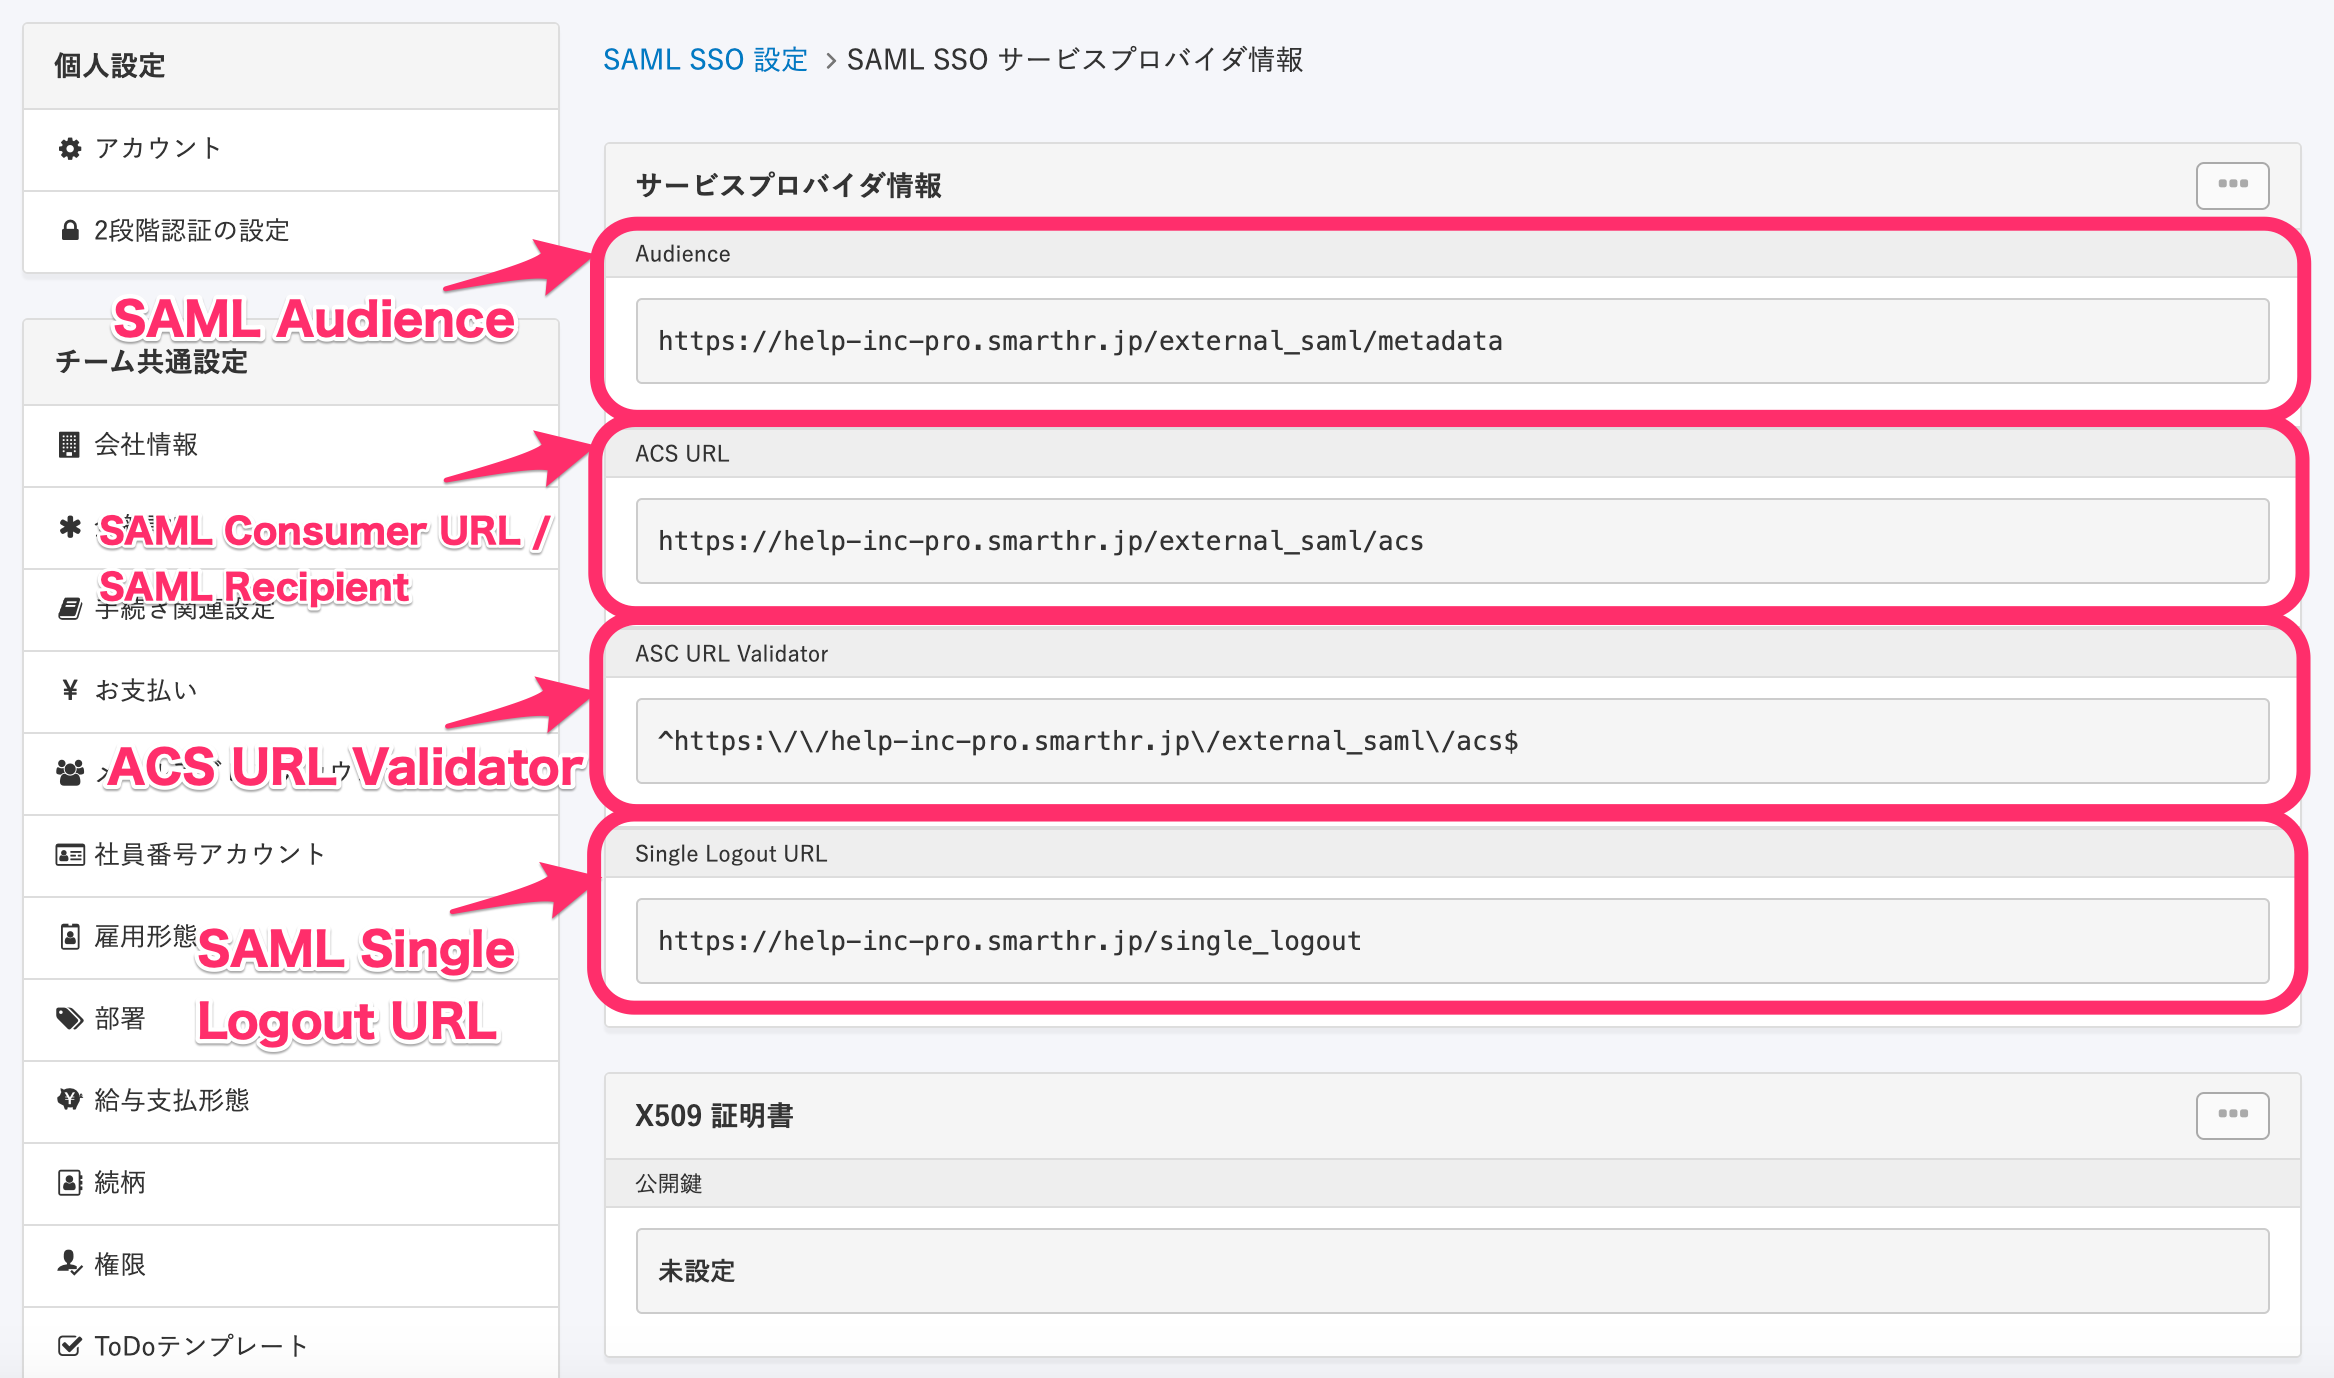 個人設定
アカウント
2段階認証の設定
チーム共通設定
会社情報
手続き関連設定
お支払い
社員番号アカウント
雇用形態
部署
給与支払形態
続柄
権限
ToDoテンプレート
SAML Audience
SAML Consumer URL /
SAML Recipient
ACS URL Validator
SAML Single
Logout URL
SAML SSO 設定 > SAML SSO サービスプロバイダ情報
サービスプロバイダ情報
Audience
https://help-inc-pro.smarthr.jp/external_saml/metadata
ACS URL
https://help-inc-pro.smarthr.jp/external_saml/acs
ASC URL Validator
^https:\/\/help-inc-pro.smarthr.jp\/external_saml\/acs$
Single Logout URL
https://help-inc-pro.smarthr.jp/single_logout
X509 証明書
公開鍵
未設定